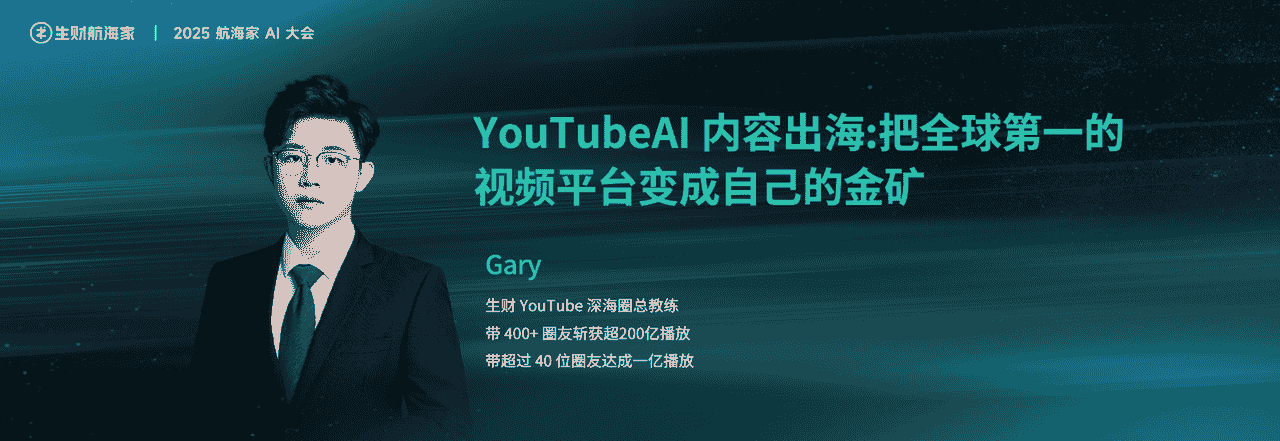 生财航海家 | 2025 航海家 AI 大会
YouTubeAI 内容出海:把全球第一的
视频平台变成自己的金矿
Gary
生财 YouTube 深海圈总教练
带 400+ 圈友斩获超200亿播放
带超过 40 位圈友达成一亿播放